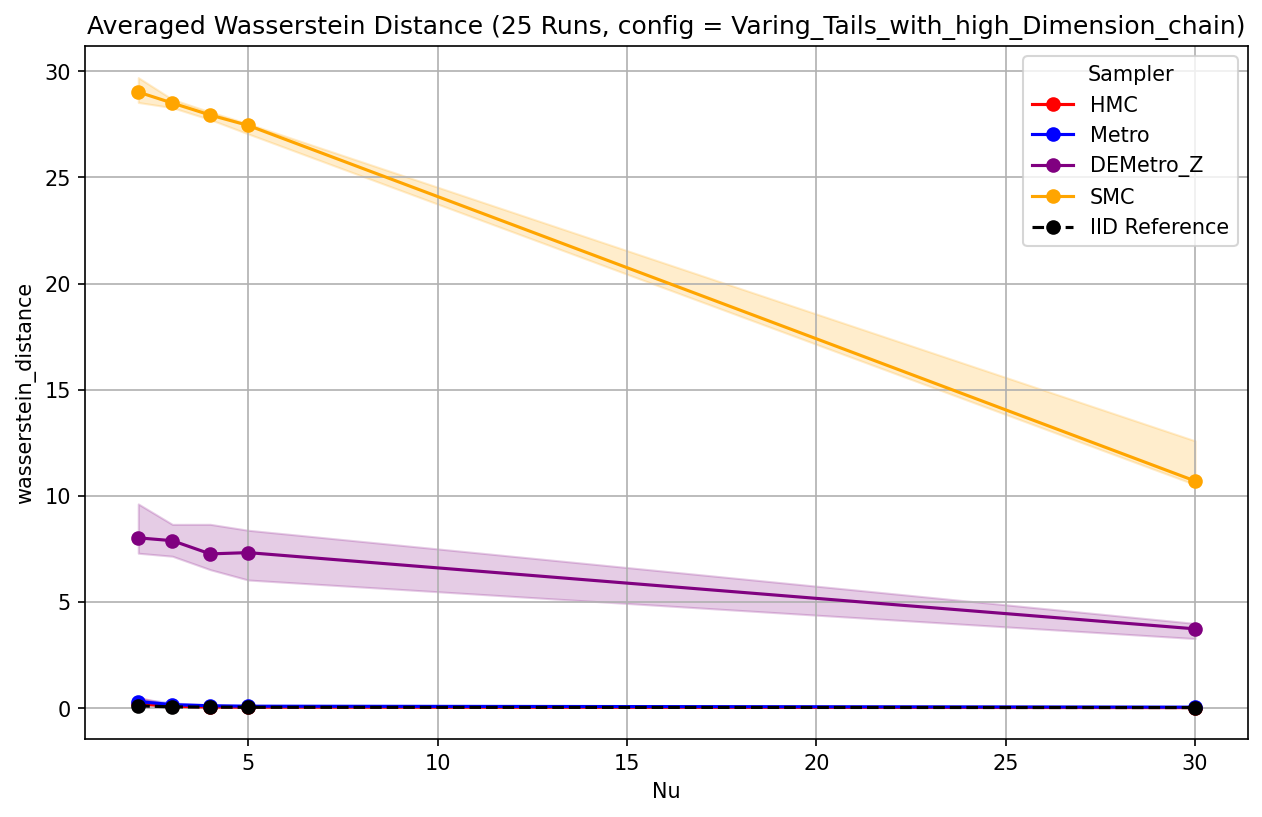 Averaged Wasserstein Distance (25 Runs, config = Varing_Tails_with_high_Dimension_chain)
wasserstein_distance
30
25
20
15
10
5
0
Sampler
HMC
Metro
DEMetro_Z
SMC
IID Reference
5 10 15 20 25 30
Nu